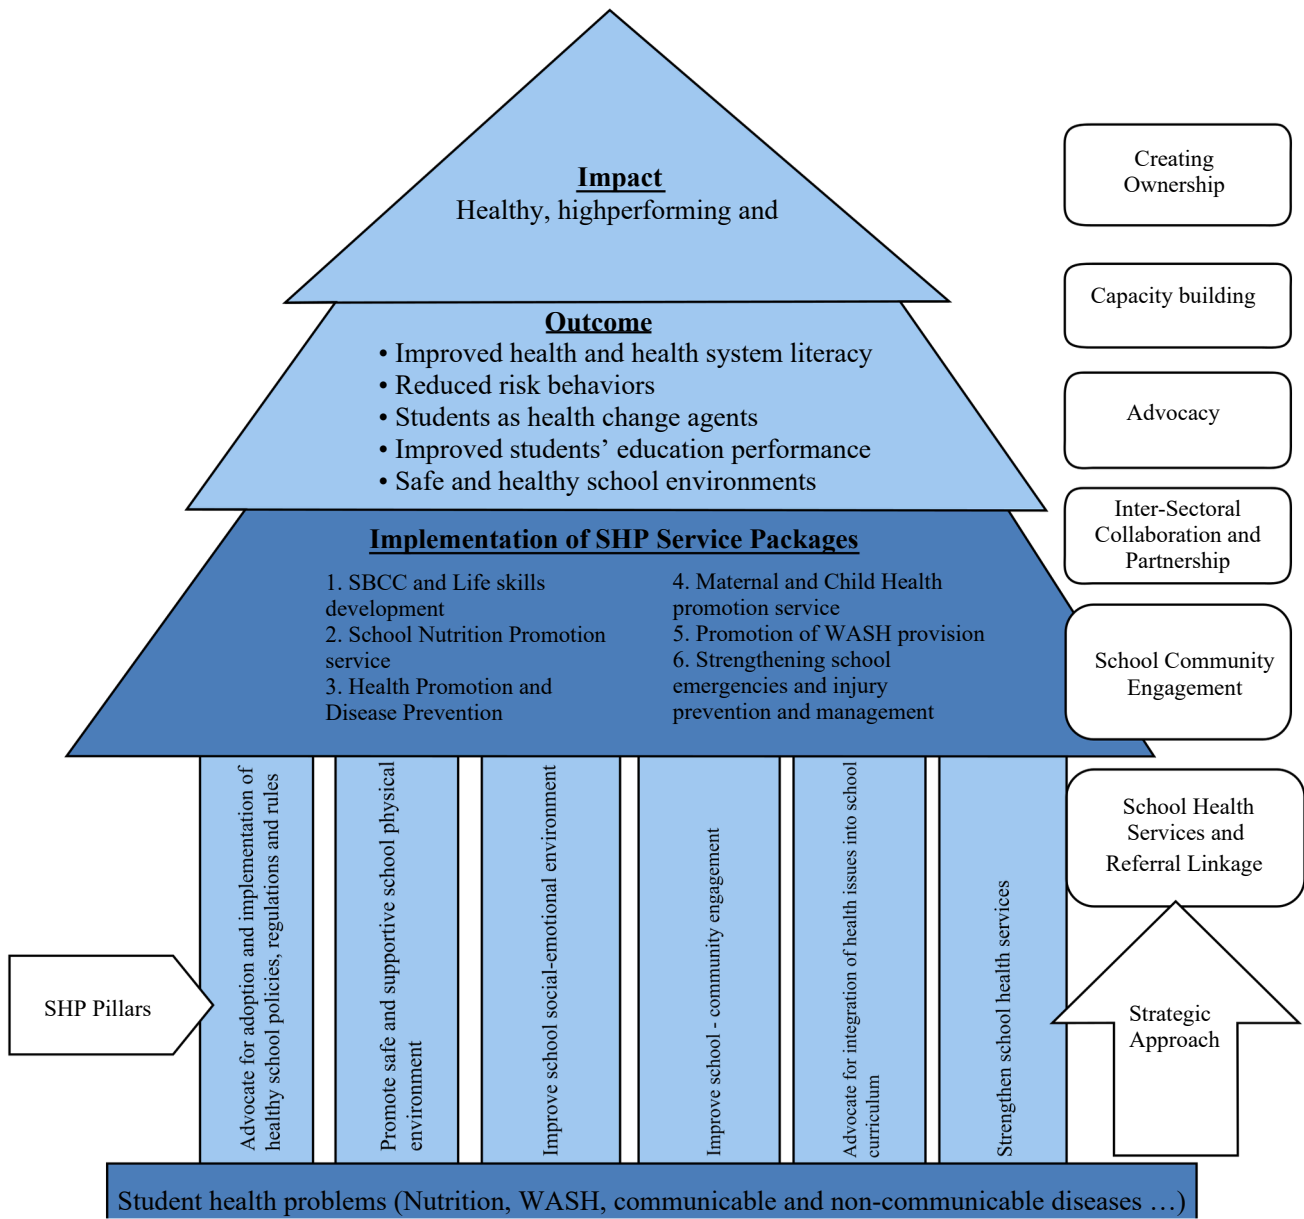 Impact
Healthy, highperforming and
Outcome
• Improved health and health system literacy
• Reduced risk behaviors
• Students as health change agents
• Improved students’ education performance
• Safe and healthy school environments
Implementation of SHP Service Packages
1. SBCC and Life skills
development
2. School Nutrition Promotion
service
3. Health Promotion and
Disease Prevention
4. Maternal and Child Health
promotion service
5. Promotion of WASH provision
6. Strengthening school
emergencies and injury
prevention and management
Creating
Ownership
Capacity building
Advocacy
Inter-Sectoral
Collaboration and
Partnership
School Community
Engagement
School Health
Services and
Referral Linkage
Strategic
Approach
SHP Pillars
Advocate for adoption and implementation of
healthy school policies, regulations and rules
Promote safe and supportive school physical
environment
Improve school social-emotional environment
Improve school - community engagement
Advocate for integration of health issues into school
curriculum
Strengthen school health services
Student health problems (Nutrition, WASH, communicable and non-communicable diseases …)